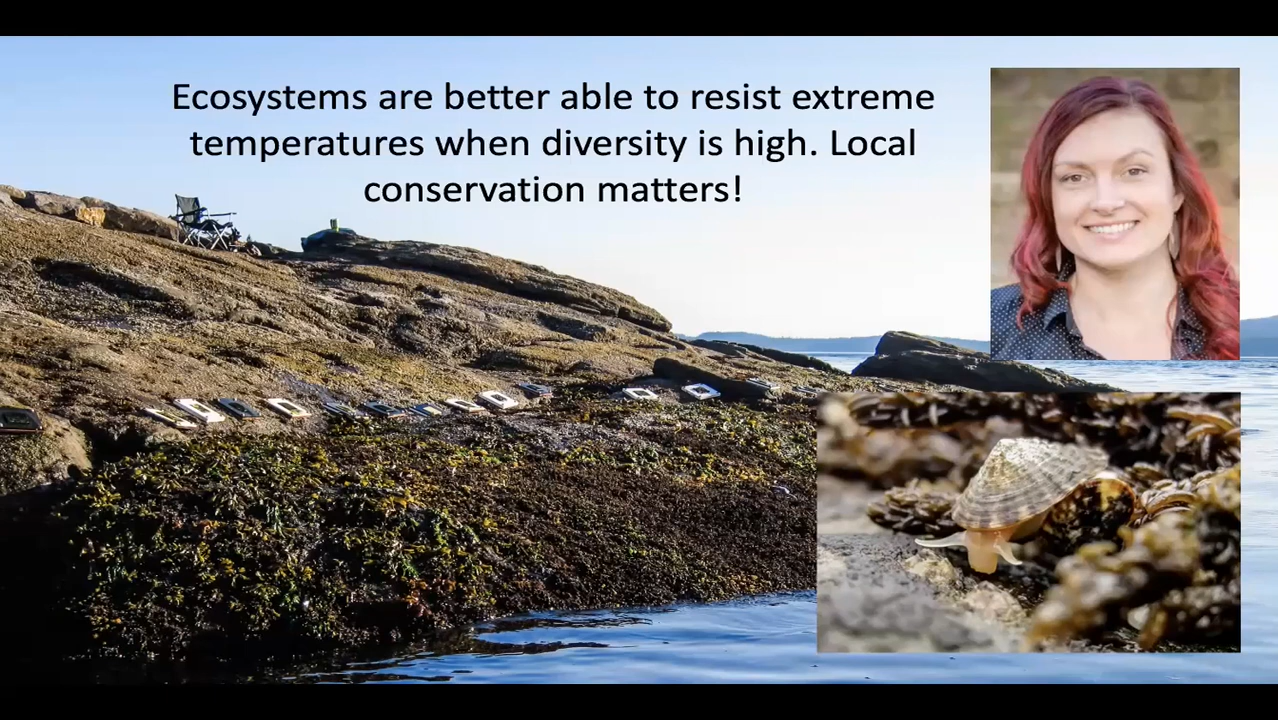 Ecosystems are better able to resist extreme
temperatures when diversity is high. Local
conservation matters!